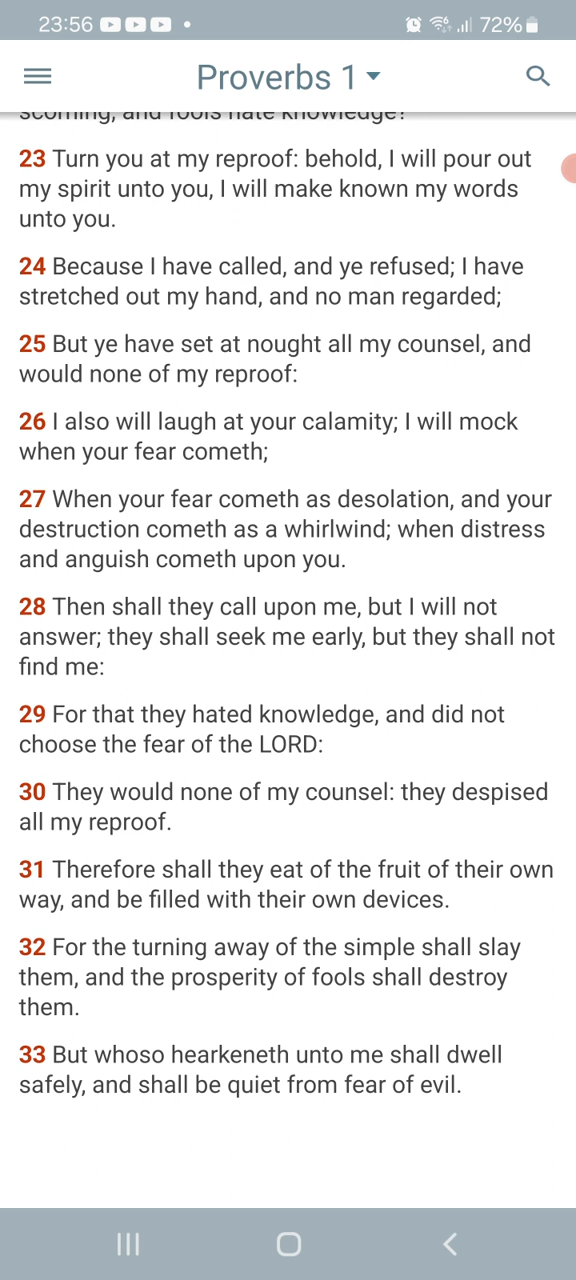 23:56
72%
Proverbs 1
scorning, and fools hate knowledge?
23 Turn you at my reproof: behold, I will pour out
my spirit unto you, I will make known my words
unto you.
24 Because I have called, and ye refused; I have
stretched out my hand, and no man regarded;
25 But ye have set at nought all my counsel, and
would none of my reproof:
26 I also will laugh at your calamity; I will mock
when your fear cometh;
27 When your fear cometh as desolation, and your
destruction cometh as a whirlwind; when distress
and anguish cometh upon you.
28 Then shall they call upon me, but I will not
answer; they shall seek me early, but they shall not
find me:
29 For that they hated knowledge, and did not
choose the fear of the LORD:
30 They would none of my counsel: they despised
all my reproof.
31 Therefore shall they eat of the fruit of their own
way, and be filled with their own devices.
32 For the turning away of the simple shall slay
them, and the prosperity of fools shall destroy
them.
33 But whoso hearkeneth unto me shall dwell
safely, and shall be quiet from fear of evil.